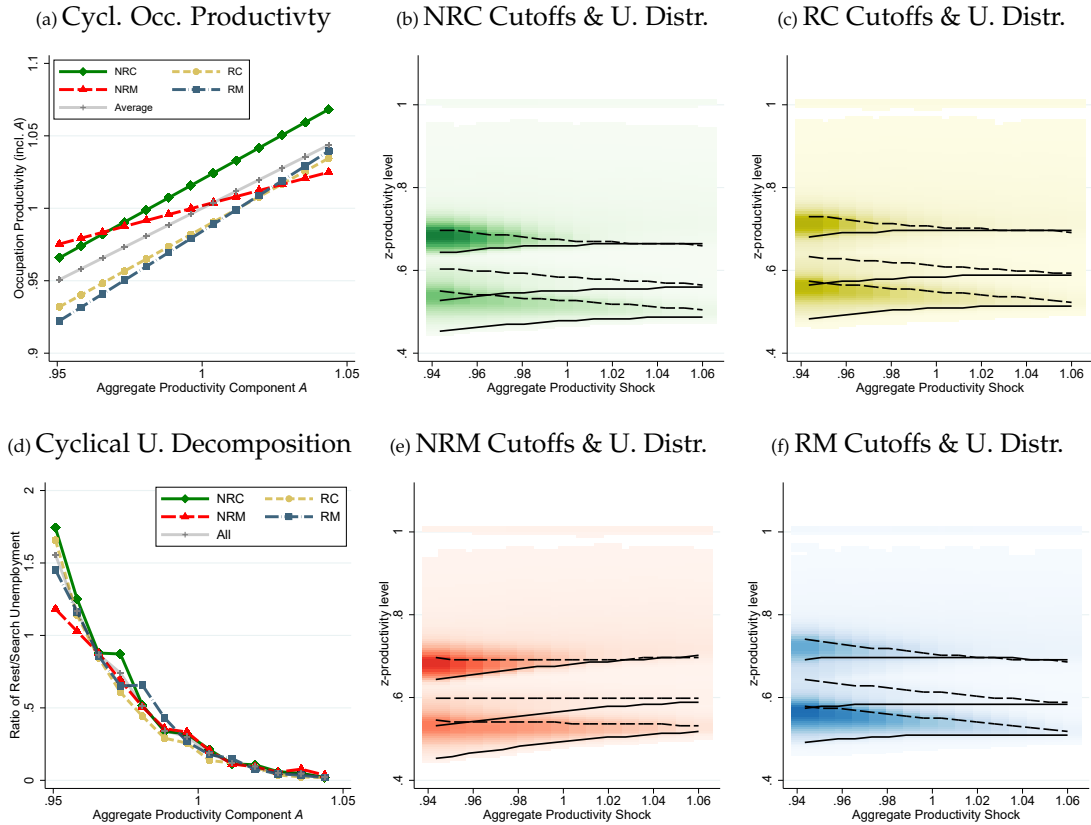 (a) Cycl. Occ. Productivty
(b) NRC Cutoffs & U. Distr.
(c) RC Cutoffs & U. Distr.
Occupation Productivity (incl. A)
1.1
1.05
1
.95
.9
NRC
RC
NRM
RM
Average
.95
1
1.05
Aggregate Productivity Component A
z-productivity level
1
.8
.6
.4
.94 .96 .98 1 1.02 1.04 1.06
Aggregate Productivity Shock
z-productivity level
1
.8
.6
.4
.94 .96 .98 1 1.02 1.04 1.06
Aggregate Productivity Shock
(d) Cyclical U. Decomposition
(e) NRM Cutoffs & U. Distr.
(f) RM Cutoffs & U. Distr.
Ratio of Rest/Search Unemployment
2
1.5
1
.5
0
NRC
RC
NRM
RM
All
.95
1
1.05
Aggregate Productivity Component A
z-productivity level
1
.8
.6
.4
.94 .96 .98 1 1.02 1.04 1.06
Aggregate Productivity Shock
z-productivity level
1
.8
.6
.4
.94 .96 .98 1 1.02 1.04 1.06
Aggregate Productivity Shock